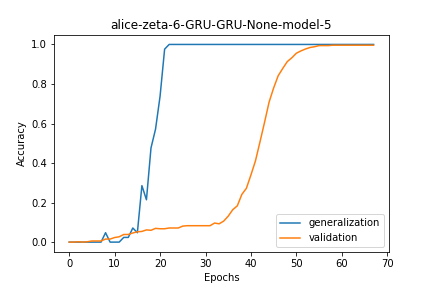 alice-zeta-6-GRU-GRU-None-model-5
1.0
0.8
0.6
0.4
0.2
0.0
Accuracy
0 10 20 30 40 50 60 70
Epochs
generalization
validation